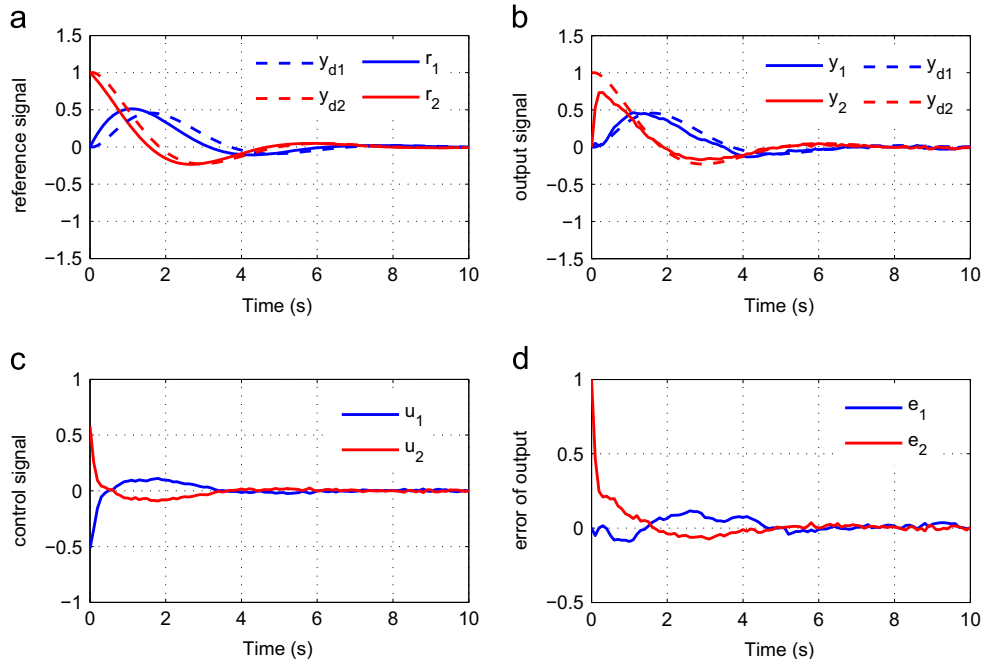 a
1.5
1
0.5
0
−0.5
−1
−1.5
reference signal
y_d1
r_1
y_d2
r_2
0 2 4 6 8 10
Time (s)
b
1.5
1
0.5
0
−0.5
−1
−1.5
output signal
y_1
y_d1
y_2
y_d2
0 2 4 6 8 10
Time (s)
c
1
0.5
0
−0.5
−1
control signal
u_1
u_2
0 2 4 6 8 10
Time (s)
d
1
0.5
0
−0.5
error of output
e_1
e_2
0 2 4 6 8 10
Time (s)